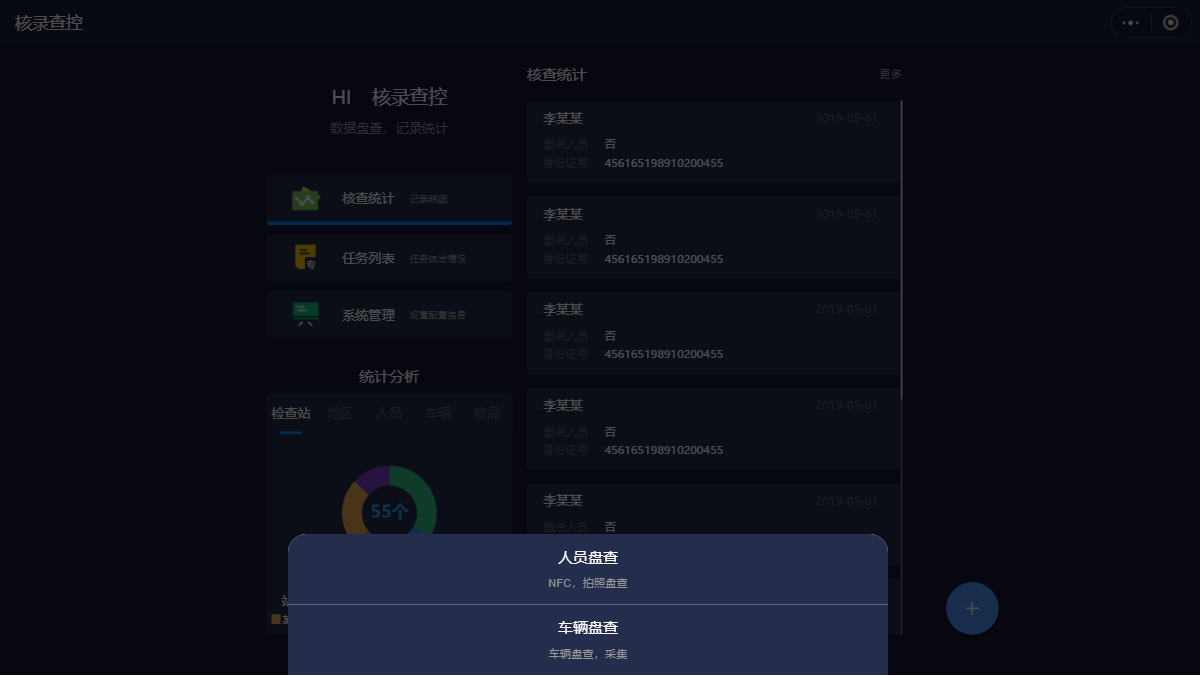 核录查控
HI 核录查控
数据盘查，记录统计
核查统计 记录明细
任务列表 任务派发情况
系统管理 设置配置信息
统计分析
检查站 地区 人员 车辆 物品
55个
核查统计 更多
李某某 2019-05-01
重点人员 否
身份证号 456165198910200455
李某某 2019-05-01
重点人员 否
身份证号 456165198910200455
李某某 2019-05-01
重点人员 否
身份证号 456165198910200455
李某某 2019-05-01
重点人员 否
身份证号 456165198910200455
李某某 2019-05-01
重点人员 否
人员盘查
NFC，拍照盘查
车辆盘查
车辆盘查，采集